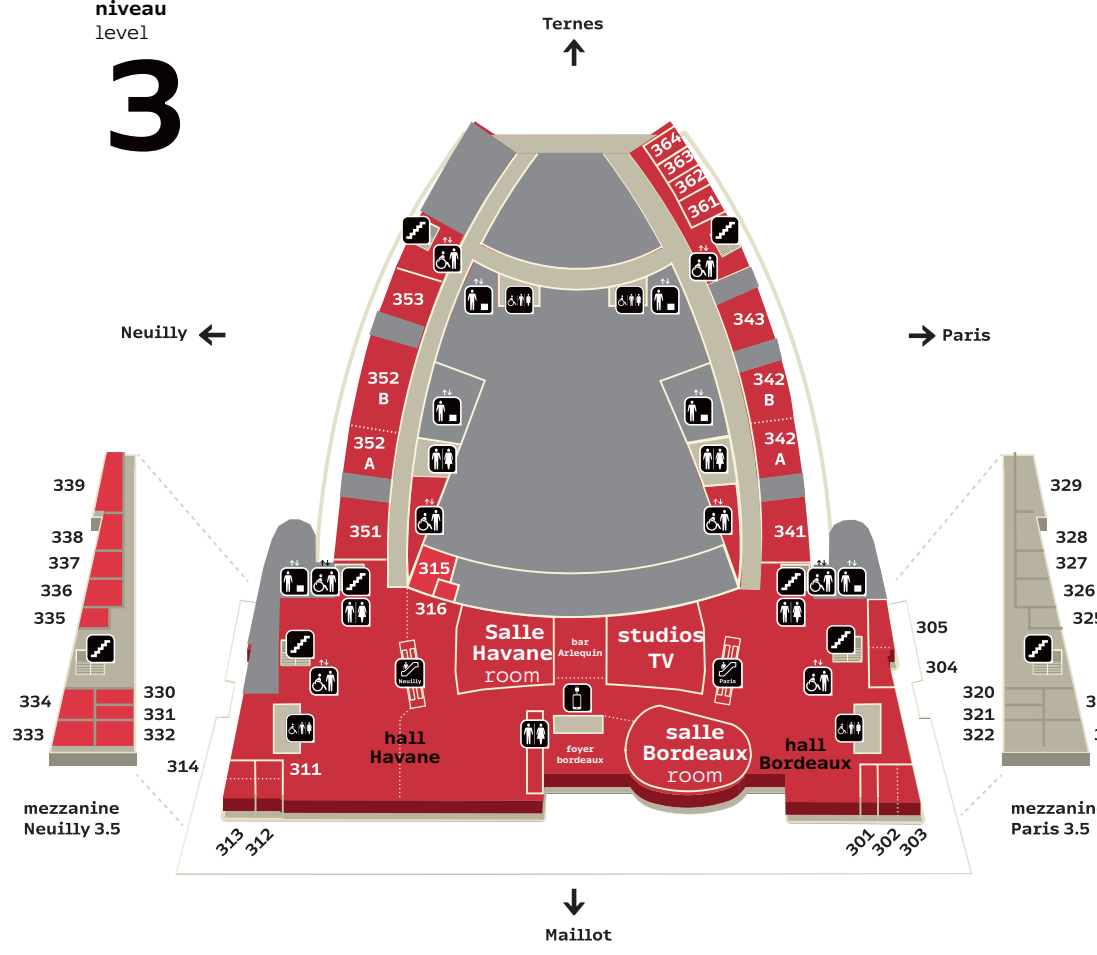 niveau
level
3
Ternes
Neuilly
Paris
364
363
362
361
353
343
352
B
342
B
352
A
342
A
351
341
315
316
339
338
337
336
335
334
333
330
331
332
329
328
327
326
320
321
322
305
304
Salle
Havane
room
bar
Arlequin
studios
TV
Neuilly
Paris
hall
Havane
foyer
bordeaux
salle
Bordeaux
room
hall
Bordeaux
314
311
313
312
301
302
303
mezzanine
Neuilly 3.5
mezzanin
Paris 3.5
Maillot